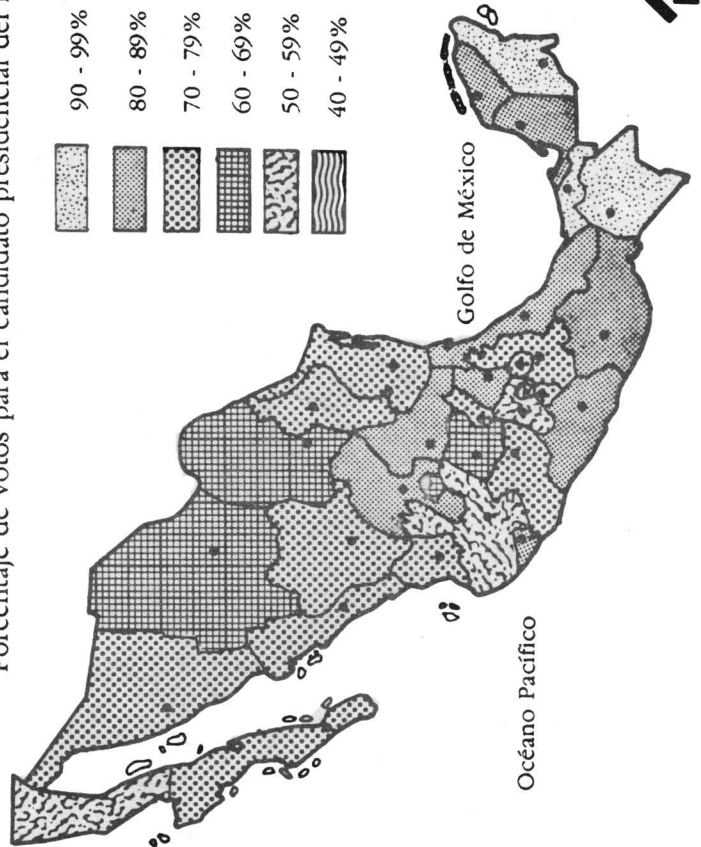 Porcentaje de votos para el candidato presidencial del
90 - 99%
80 - 89%
70 - 79%
60 - 69%
50 - 59%
40 - 49%
Golfo de México
Océano Pacífico